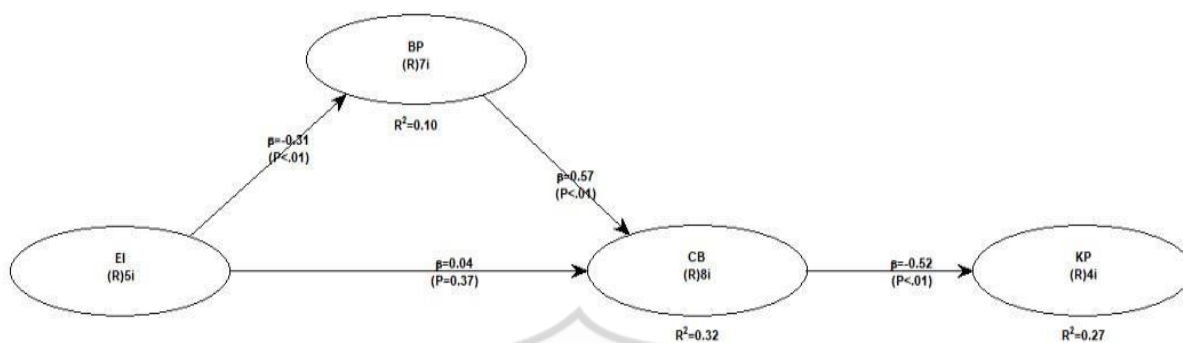 BP
(R)7i
R²=0.10
β=-0.31
(P<.01)
β=0.57
(P<.01)
EI
(R)5i
β=0.04
(P=0.37)
CB
(R)8i
R²=0.32
β=-0.52
(P<.01)
KP
(R)4i
R²=0.27